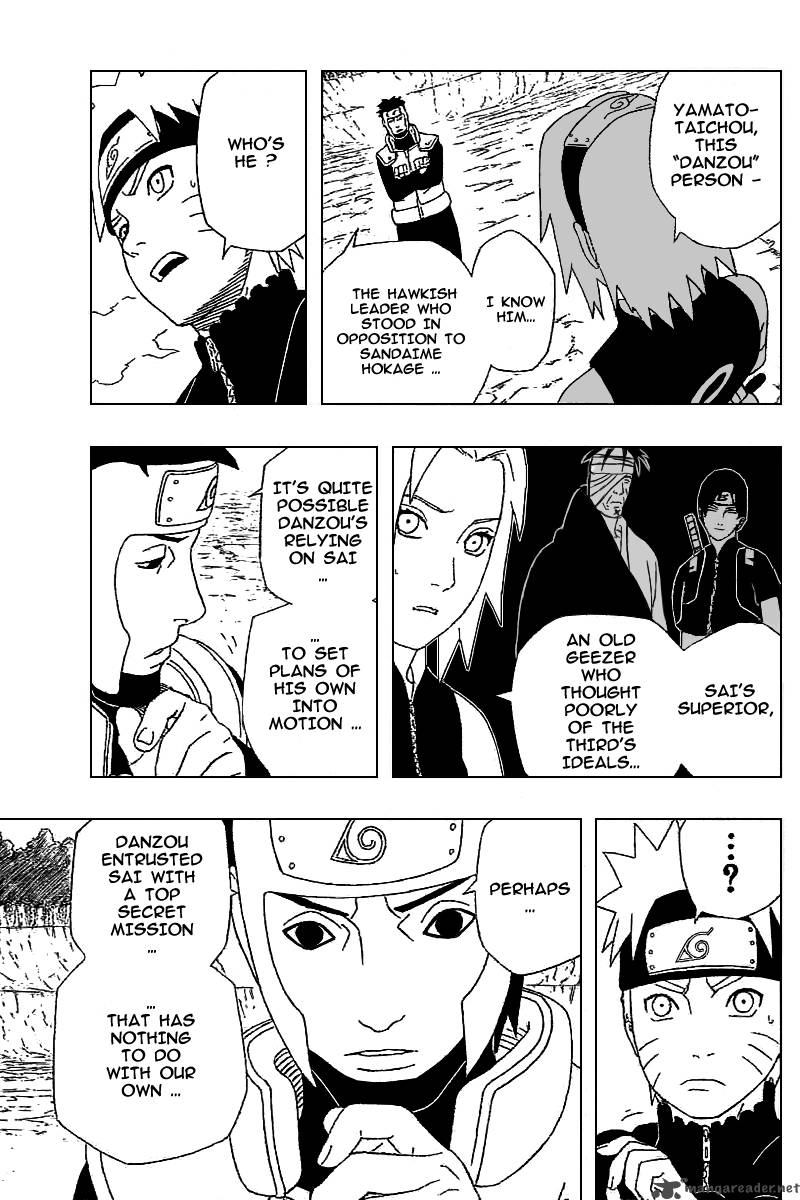 YAMATO-
TAICHOU,
THIS
"DANZOU"
PERSON -
I KNOW
HIM...
THE HAWKISH
LEADER WHO
STOOD IN
OPPOSITION TO
SANDAIME
HOKAGE ...
WHO'S
HE ?
SAI'S
SUPERIOR,
AN OLD
GEEZER
WHO
THOUGHT
POORLY
OF THE
THIRD'S
IDEALS...
IT'S QUITE
POSSIBLE
DANZOU'S
RELYING
ON SAI
...
...
TO SET
PLANS OF
HIS OWN
INTO
MOTION ...
...?
PERHAPS
...
DANZOU
ENTRUSTED
SAI WITH
A TOP
SECRET
MISSION
...
...
THAT HAS
NOTHING
TO DO
WITH OUR
OWN ...
mangareader.net